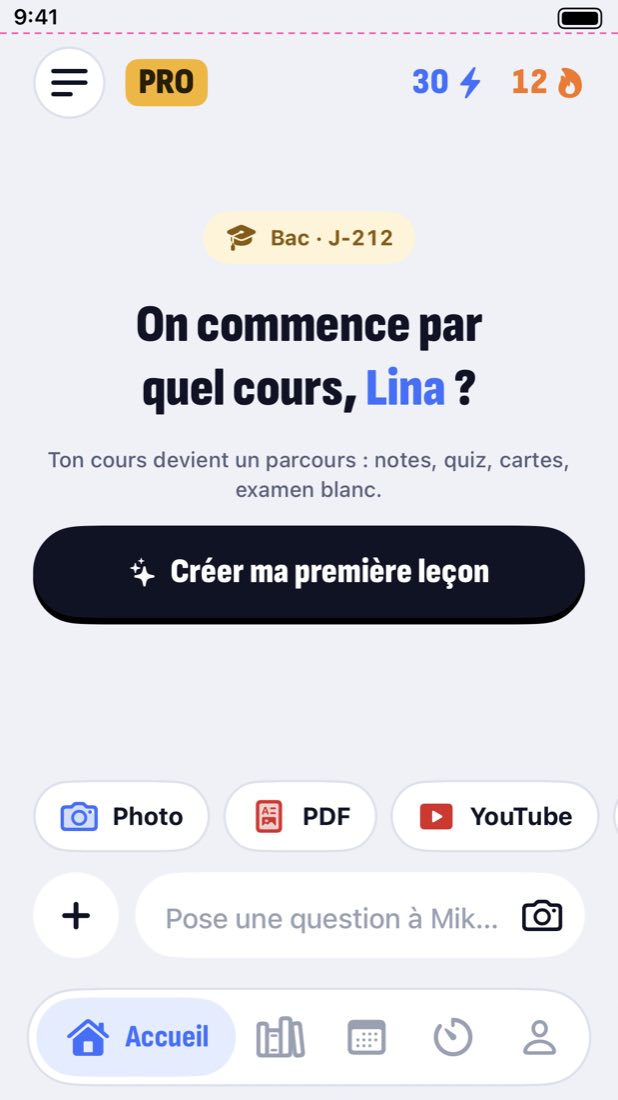 9:41
PRO
30
12
Bac · J-212
On commence par
quel cours, Lina ?
Ton cours devient un parcours : notes, quiz, cartes,
examen blanc.
Créer ma première leçon
Photo
PDF
YouTube
Pose une question à Mik...
Accueil